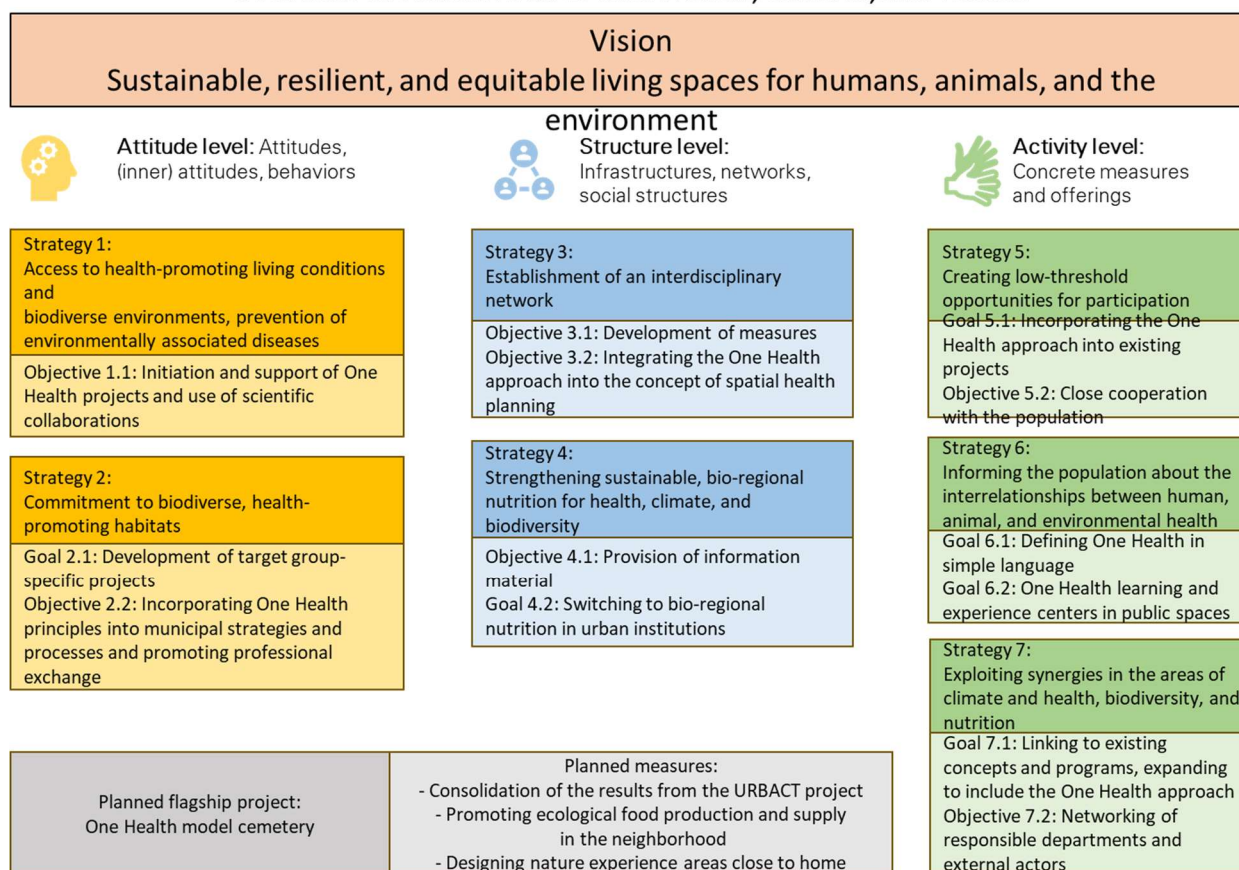 Vision
Sustainable, resilient, and equitable living spaces for humans, animals, and the
environment
Attitude level: Attitudes,
(inner) attitudes, behaviors
Structure level:
Infrastructures, networks,
social structures
Activity level:
Concrete measures
and offerings
Strategy 1:
Access to health-promoting living conditions
and
biodiverse environments, prevention of
environmentally associated diseases
Objective 1.1: Initiation and support of One
Health projects and use of scientific
collaborations
Strategy 2:
Commitment to biodiverse, health-
promoting habitats
Goal 2.1: Development of target group-
specific projects
Objective 2.2: Incorporating One Health
principles into municipal strategies and
processes and promoting professional
exchange
Strategy 3:
Establishment of an interdisciplinary
network
Objective 3.1: Development of measures
Objective 3.2: Integrating the One Health
approach into the concept of spatial health
planning
Strategy 4:
Strengthening sustainable, bio-regional
nutrition for health, climate, and
biodiversity
Objective 4.1: Provision of information
material
Goal 4.2: Switching to bio-regional
nutrition in urban institutions
Strategy 5:
Creating low-threshold
opportunities for participation
Goal 5.1: Incorporating the One
Health approach into existing
projects
Objective 5.2: Close cooperation
with the population
Strategy 6:
Informing the population about the
interrelationships between human,
animal, and environmental health
Goal 6.1: Defining One Health in
simple language
Goal 6.2: One Health learning and
experience centers in public spaces
Strategy 7:
Exploiting synergies in the areas of
climate and health, biodiversity, and
nutrition
Goal 7.1: Linking to existing
concepts and programs, expanding
to include the One Health approach
Objective 7.2: Networking of
responsible departments and
external actors
Planned flagship project:
One Health model cemetery
Planned measures:
- Consolidation of the results from the URBACT project
- Promoting ecological food production and supply
in the neighborhood
- Designing nature experience areas close to home